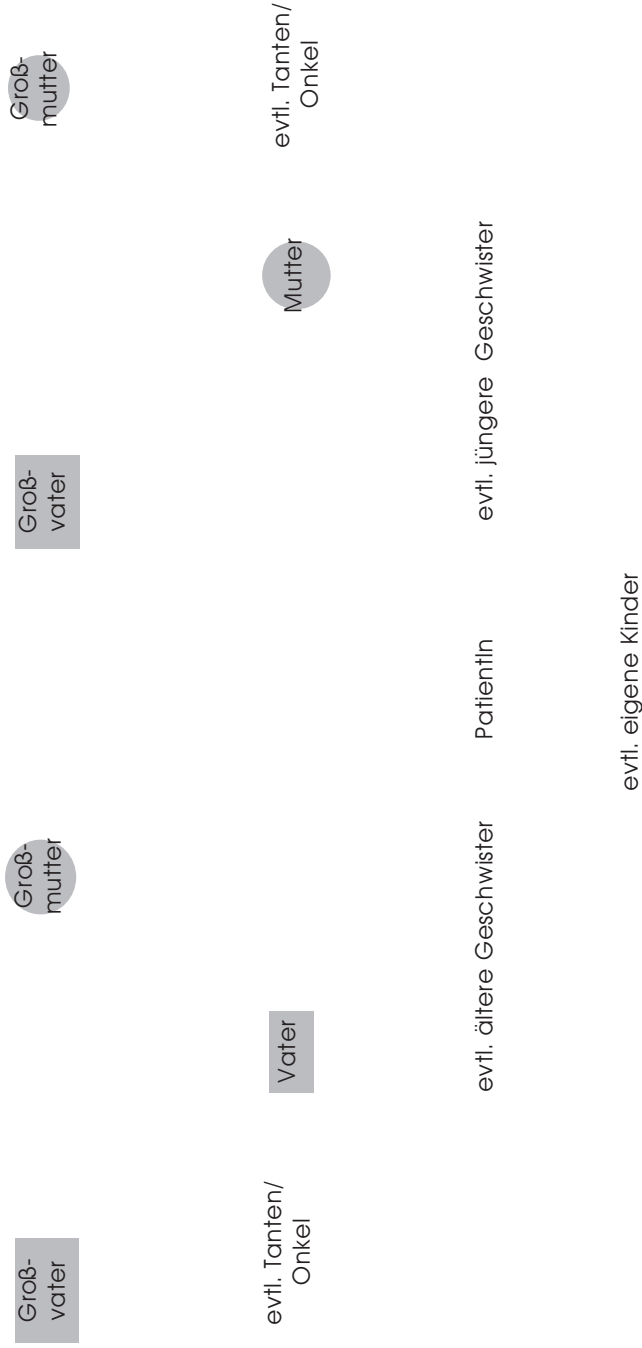 Groß-
vater
Groß-
mutter
Groß-
vater
Groß-
mutter
evtl. Tanten/
Onkel
Vater
Mutter
evtl. Tanten/
Onkel
evtl. ältere Geschwister
PatientIn
evtl. jüngere Geschwister
evtl. eigene Kinder